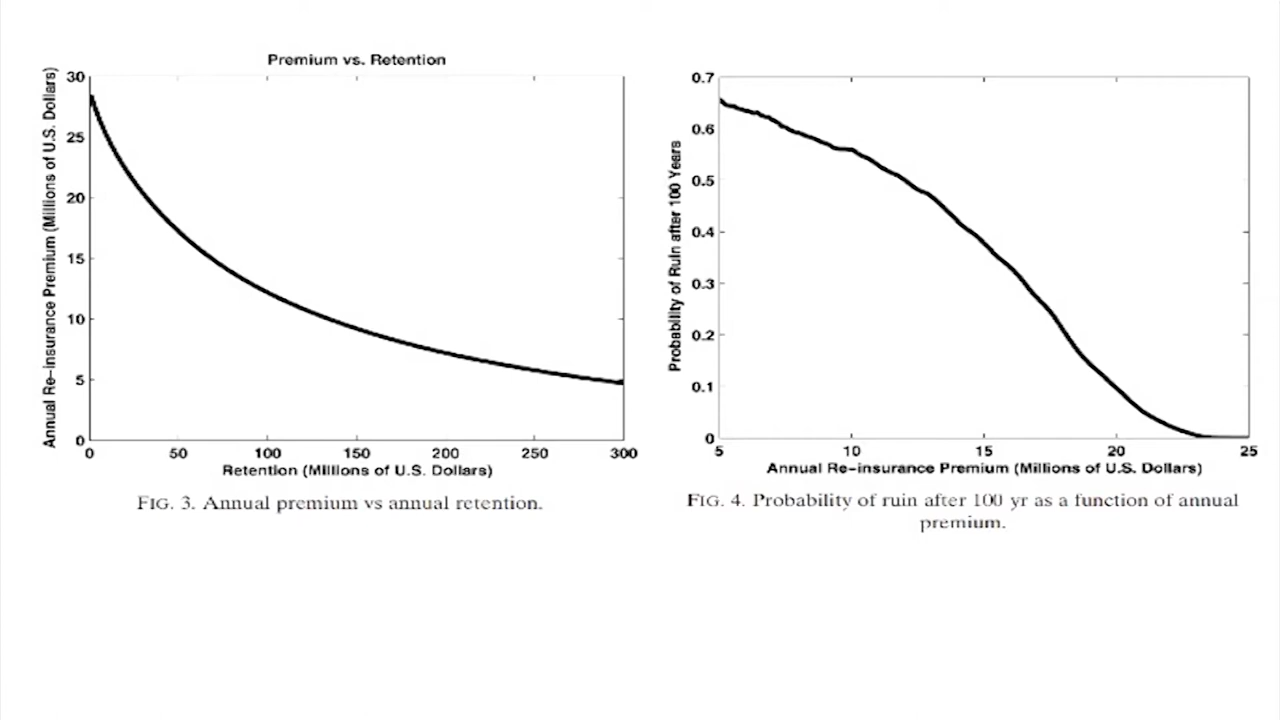 Premium vs. Retention
Annual Re-insurance Premium (Millions of U.S. Dollars)
30
25
20
15
10
5
0
0 50 100 150 200 250 300
Retention (Millions of U.S. Dollars)
FIG. 3. Annual premium vs annual retention.
Probability of Ruin after 100 Years
0.7
0.6
0.5
0.4
0.3
0.2
0.1
0
5 10 15 20 25
Annual Re-insurance Premium (Millions of U.S. Dollars)
FIG. 4. Probability of ruin after 100 yr as a function of annual
premium.